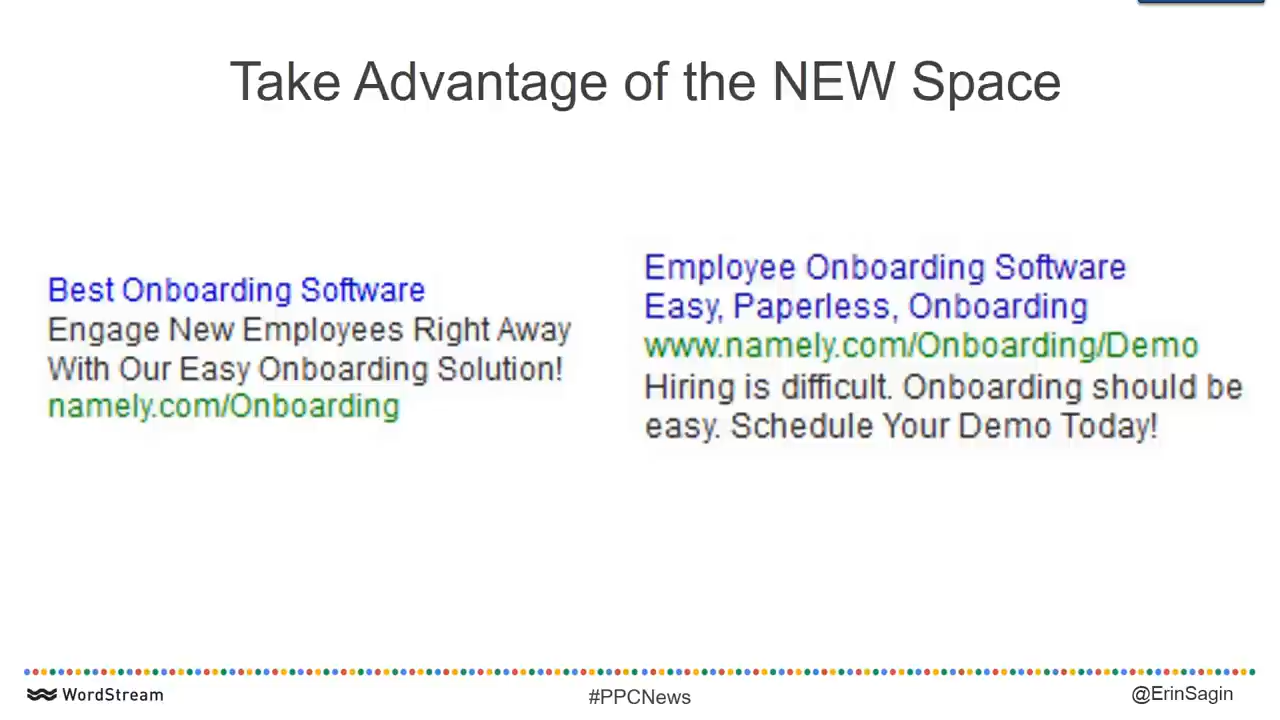 Take Advantage of the NEW Space
Best Onboarding Software
Engage New Employees Right Away
With Our Easy Onboarding Solution!
namely.com/Onboarding
Employee Onboarding Software
Easy, Paperless, Onboarding
www.namely.com/Onboarding/Demo
Hiring is difficult. Onboarding should be
easy. Schedule Your Demo Today!
WordStream
#PPCNews
@ErinSagin